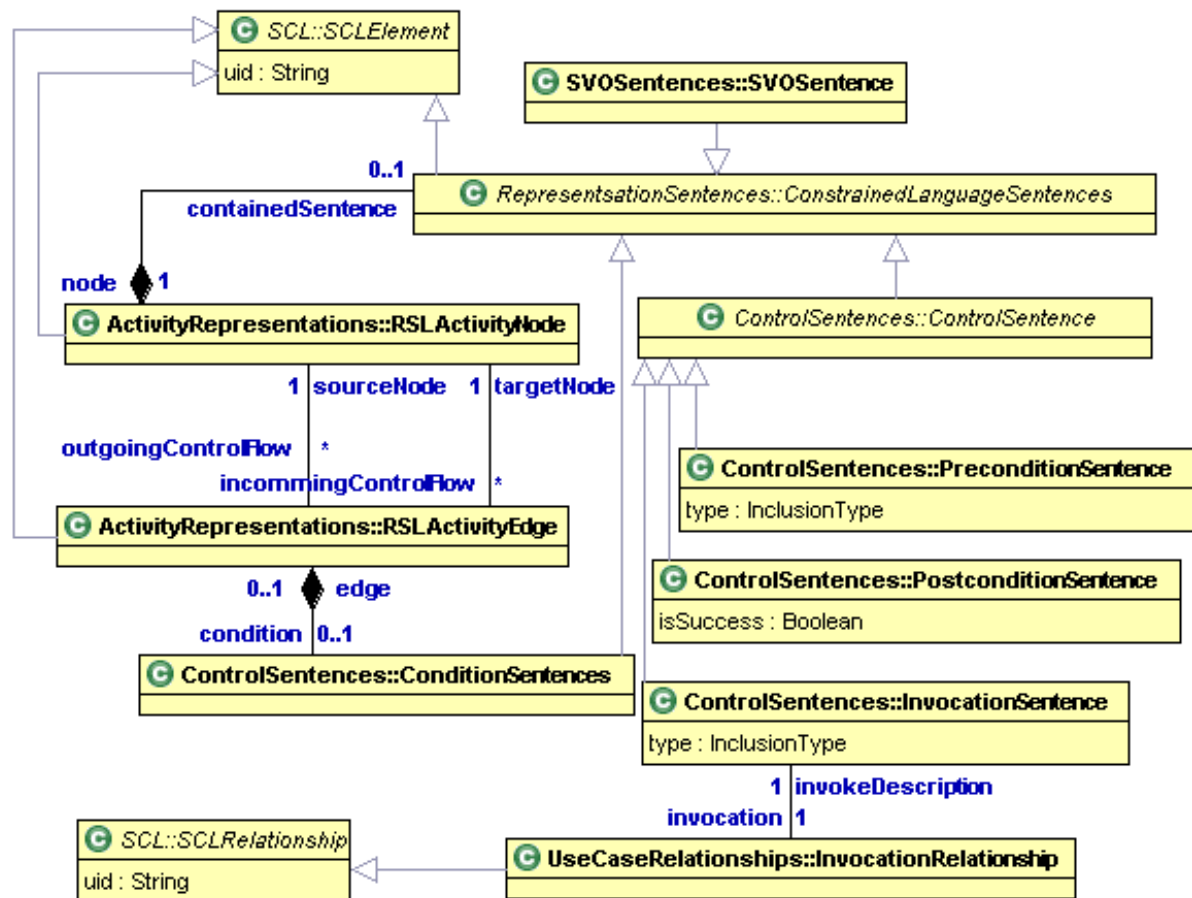 C SCL::SCLElement
uid : String
C SVOSentences::SVOSentence
0..1
C RepresentsationSentences::ConstrainedLanguageSentences
containedSentence
node 1
C ActivityRepresentations::RSLActivityNode
C ControlSentences::ControlSentence
1 sourceNode 1 targetNode
outgoingControlFlow *
incommingControlFlow *
C ControlSentences::PreconditionSentence
type : InclusionType
C ActivityRepresentations::RSLActivityEdge
0..1 edge
C ControlSentences::PostconditionSentence
isSuccess : Boolean
condition 0..1
C ControlSentences::ConditionSentences
C ControlSentences::InvocationSentence
type : InclusionType
1 invokeDescription
invocation 1
C SCL::SCLRelationship
uid : String
C UseCaseRelationships::InvocationRelationship